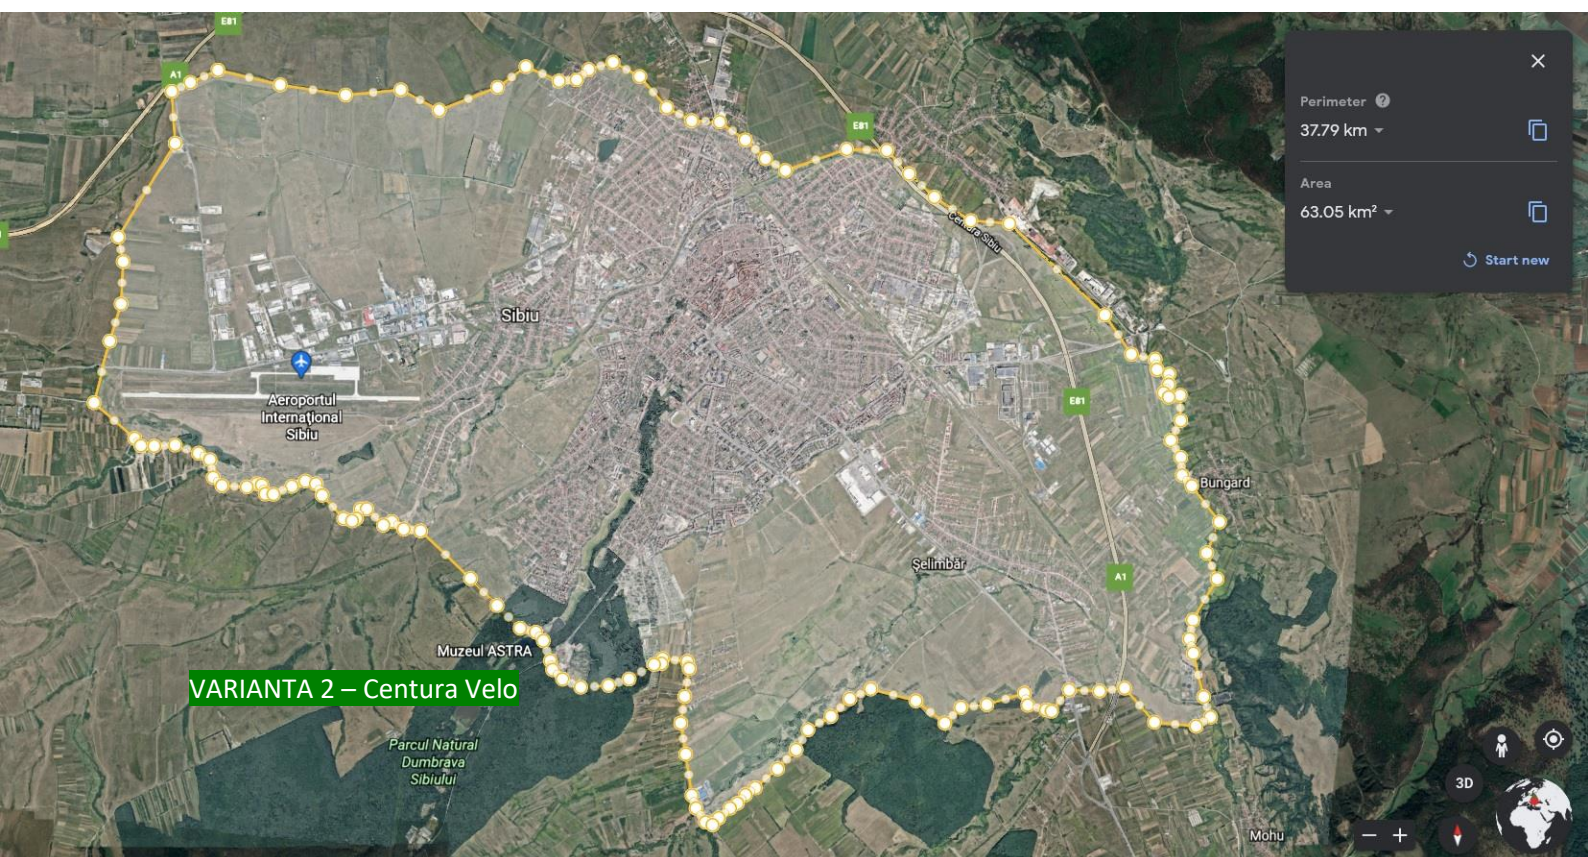 E81
A1
Perimeter ?
37.79 km
E81
Area
63.05 km²
Centura Sibiu
Start new
Sibiu
Aeroportul
Internațional
Sibiu
E81
Bungard
Șelimbăr
A1
Muzeul ASTRA
VARIANTA 2 – Centura Velo
Parcul Natural
Dumbrava
Sibiului
3D
Mohu